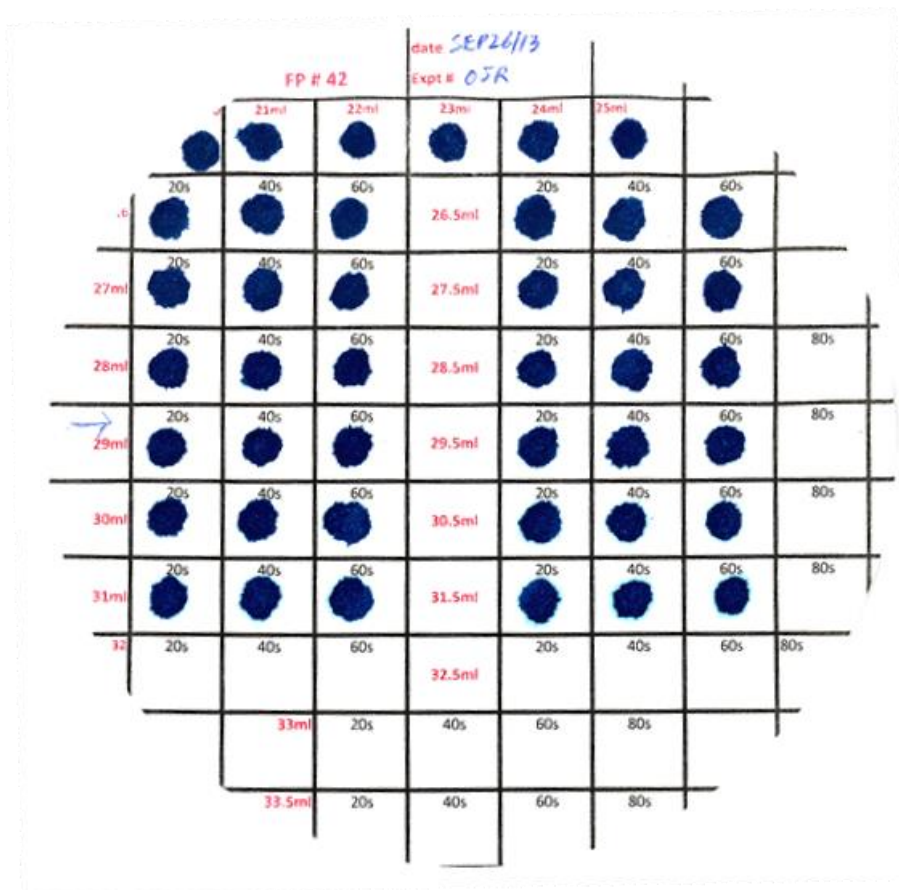 date SEP26/13
FP # 42 Expt # OJR
21ml 22ml 23ml 24ml 25ml
20s 40s 60s 20s 40s 60s
26.5ml
20s 40s 60s 20s 40s 60s
27ml 27.5ml
20s 40s 60s 20s 40s 60s 80s
28ml 28.5ml
20s 40s 60s 20s 40s 60s 80s
29ml 29.5ml
20s 40s 60s 20s 40s 60s 80s
30ml 30.5ml
20s 40s 60s 20s 40s 60s 80s
31ml 31.5ml
32 20s 40s 60s 20s 40s 60s 80s
32.5ml
33ml 20s 40s 60s 80s
33.5ml 20s 40s 60s 80s